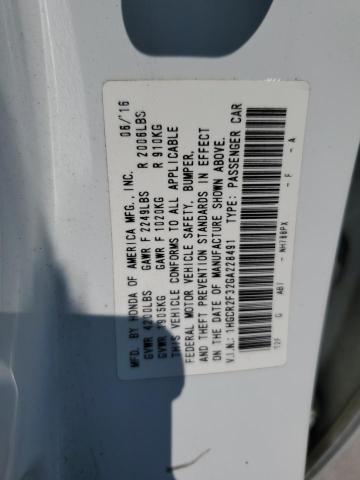 MFD. BY HONDA OF AMERICA MFG., INC. 06/'16
GVWR 4200LBS GAWR F 2249LBS R 2006LBS
GVWR 1905KG GAWR F 1020KG R 910KG
THIS VEHICLE CONFORMS TO ALL APPLICABLE
FEDERAL MOTOR VEHICLE SAFETY, BUMPER,
AND THEFT PREVENTION STANDARDS IN EFFECT
ON THE DATE OF MANUFACTURE SHOWN ABOVE.
V.I.N.: 1HGCR2F32GA228491 TYPE: PASSENGER CAR
T2F G ABT - NH788PX - F - A